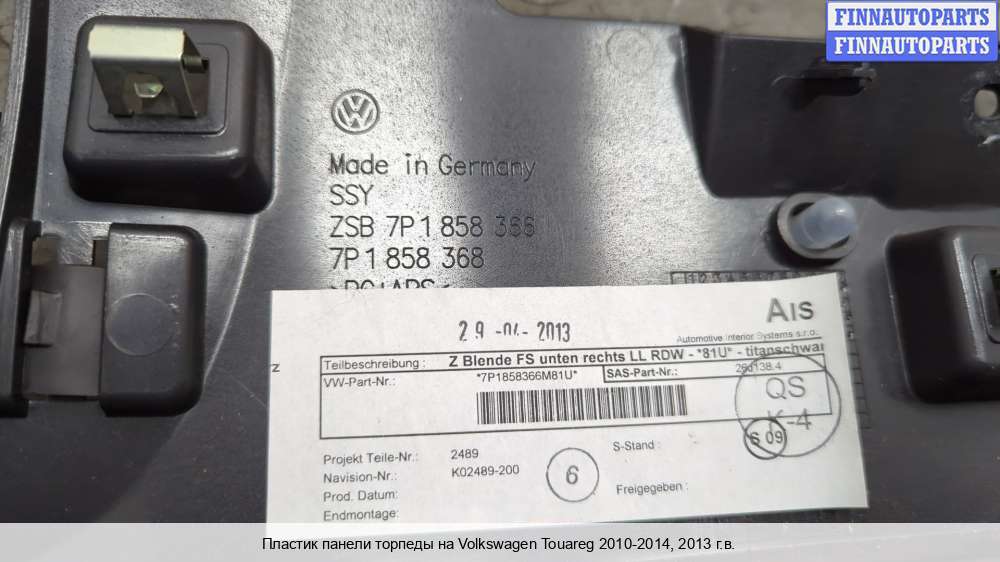 FINNAUTOPARTS
FINNAUTOPARTS
Made in Germany
SSY
ZSB 7P1 858 366
7P1 858 368
29 -04- 2013
AIS
Automotive Interior Systems s.r.o.
Teilbeschreibung : Z Blende FS unten rechts LL RDW - *81U* - titanschwar
VW-Part-Nr.: *7P1858366M81U* SAS-Part-Nr.: 28d138.4
QS
K-4
Projekt Teile-Nr.: 2489
S-Stand :
S 09
Navision-Nr.: K02489-200
6
Prod. Datum:
Freigegeben :
Endmontage:
Пластик панели торпеды на Volkswagen Touareg 2010-2014, 2013 г.в.